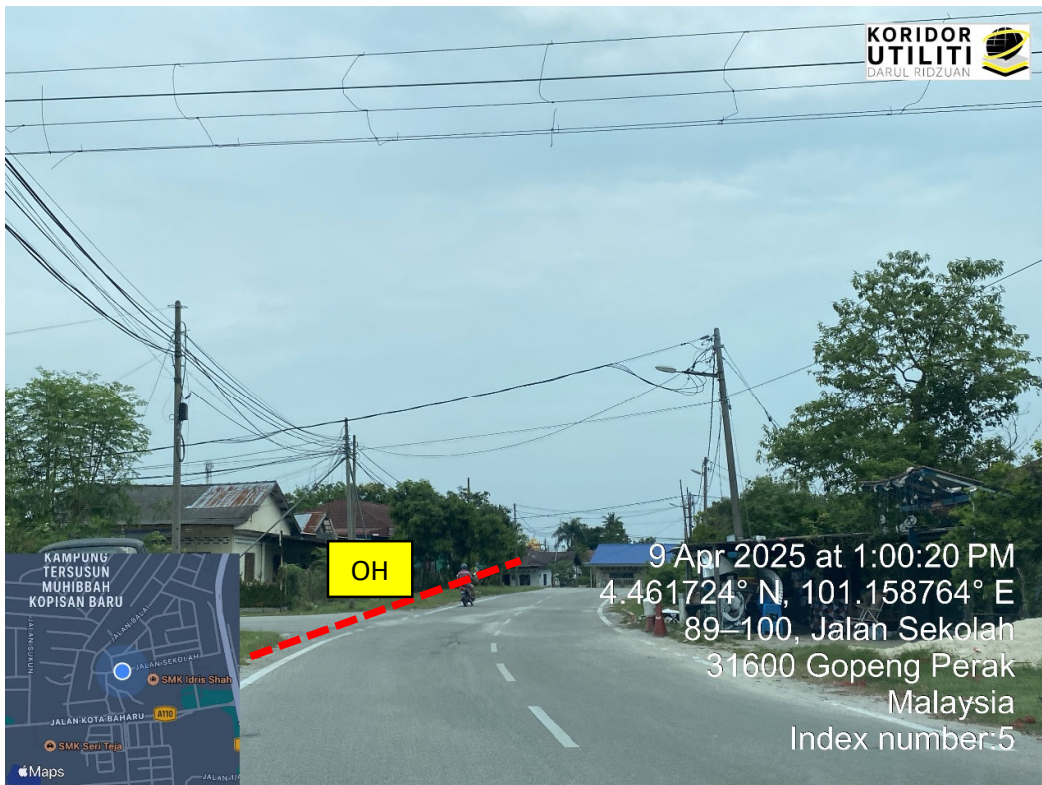 KORIDOR
UTILITI
DARUL RIDZUAN
OH
9 Apr 2025 at 1:00:20 PM
4.461724° N, 101.158764° E
89–100, Jalan Sekolah
31600 Gopeng Perak
Malaysia
Index number:5
KAMPUNG
TERSUSUN
MUHIBBAH
KOPISAN BARU
JALAN-BALAI
JALAN-SUKUN
JALAN-SEKOLAH
SMK Idris Shah
JALAN-KOTA-BAHARU
A110
SMK Seri Teja
Maps